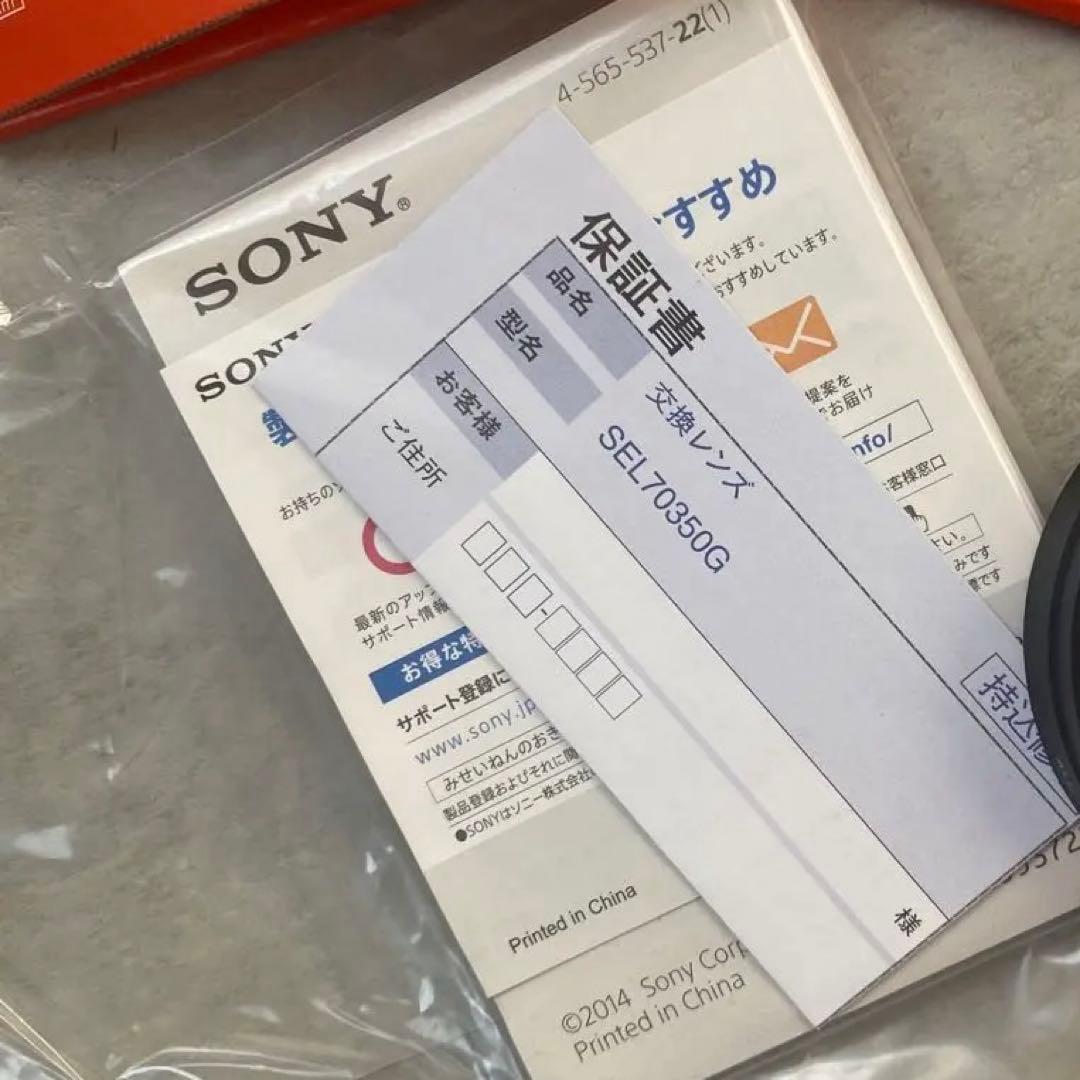 4-565-537-22(1)
SONY®
すすめ
ございます。
おすすめしています。
提案を
でお届け
nfo/
お客様窓口
さい。
みです
保証書
品名
交換レンズ
型名
SEL70350G
お客様
ご住所
様
持込修
SONY
お持ちの
最新のアップ
サポート情報
お得な特
サポート登録に
www.sony.jp
みせいねんのおき
製品登録およびそれに関
●SONYはソニー株式会社
Printed in China
©2014 Sony Corp
Printed in China